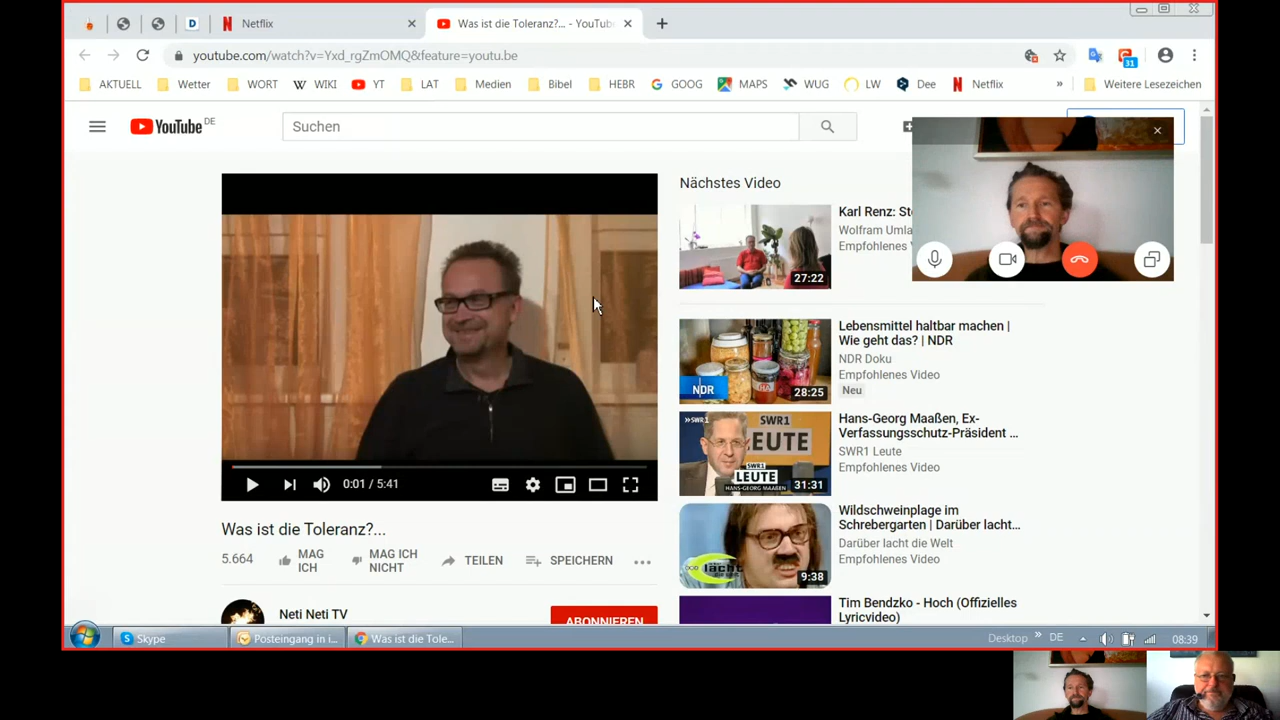 Netflix
Was ist die Toleranz?... - YouTube
youtube.com/watch?v=Yxd_rgZmOMQ&feature=youtu.be
31
AKTUELL
Wetter
WORT
WIKI
YT
LAT
Medien
Bibel
HEBR
GOOG
MAPS
WUG
LW
Dee
Netflix
»
Weitere Lesezeichen
YouTube DE
Suchen
Nächstes Video
27:22
Karl Renz: St
Wolfram Umla
Empfohlenes Video
NDR
28:25
Lebensmittel haltbar machen |
Wie geht das? | NDR
NDR Doku
Empfohlenes Video
Neu
»SWR1
SWR1
LEUTE
SWR1
LEUTE
HANS-GEORG MAAẞEN
31:31
Hans-Georg Maaßen, Ex-
Verfassungsschutz-Präsident ...
SWR1 Leute
Empfohlenes Video
lacht
9:38
Wildschweinplage im
Schrebergarten | Darüber lacht...
Darüber lacht die Welt
Empfohlenes Video
Tim Bendzko - Hoch (Offizielles
Lyricvideo)
0:01 / 5:41
Was ist die Toleranz?...
5.664
MAG ICH
MAG ICH NICHT
TEILEN
SPEICHERN
Neti Neti TV
ABONNIEREN
Skype
Posteingang in i...
Was ist die Tole...
Desktop
»
DE
08:39